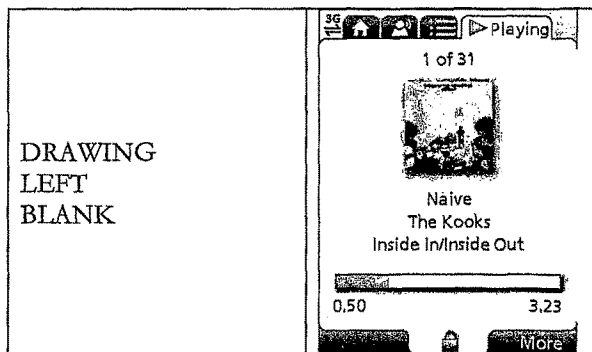 DRAWING
LEFT
BLANK
3G
Playing
1 of 31
Naive
The Kooks
Inside In/Inside Out
0.50 3.23
More